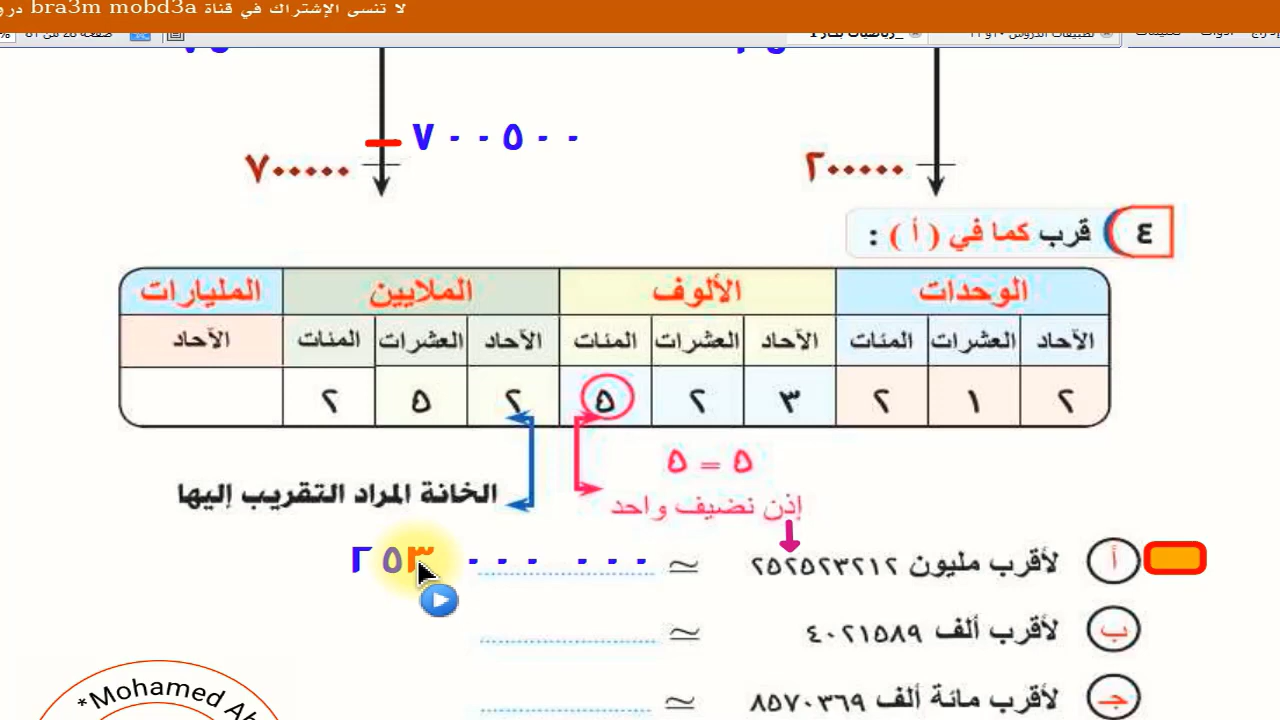 لا تنسى الإشتراك في قناة bra3m mobd3a
٧٠٠٥٠٠
٢٠٠٠٠٠
٧٠٠٠٠٠
٤ قرب كما في ( أ ) :
الوحدات الألوف الملايين المليارات
الآحاد العشرات المئات الآحاد العشرات المئات الآحاد العشرات المئات الآحاد
٢ ١ ٢ ٣ ٢ ٥ ٢ ٥ ٢
٥ = ٥
إذن نضيف واحد
الخانة المراد التقريب إليها
أ لأقرب مليون ٢٥٢٥٢٣٢١٢ ≃ ٢٥٣ ٠٠٠ ٠٠٠
ب لأقرب ألف ٤٠٢١٥٨٩ ≃
جـ لأقرب مائة ألف ٨٥٧٠٣٦٩ ≃
*Mohamed